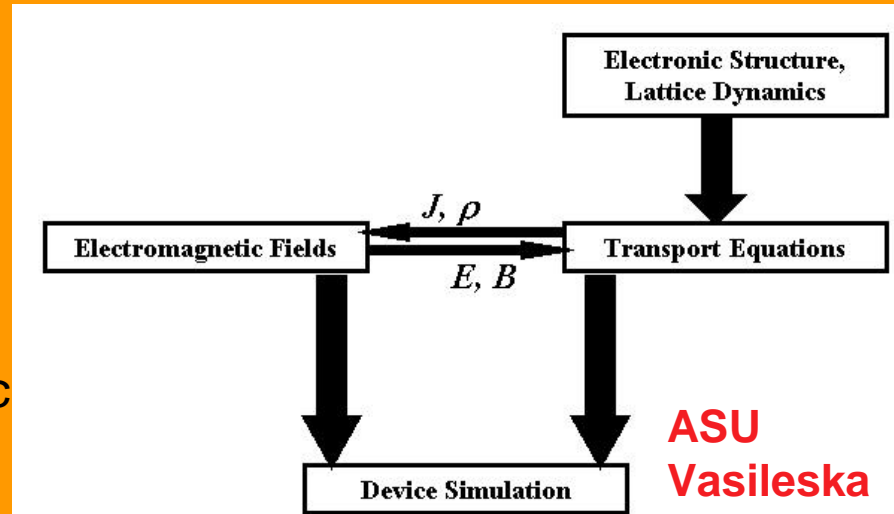 Electronic Structure,
Lattice Dynamics
J, ρ
Electromagnetic Fields
Transport Equations
E, B
c
ASU
Vasileska
Device Simulation